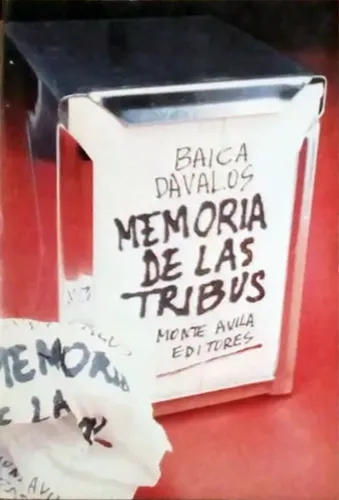 BAICA
DAVALOS
MEMORIA
DE LAS
TRIBUS
MONTE AVILA
EDITORES
MEMORIA
DE LA